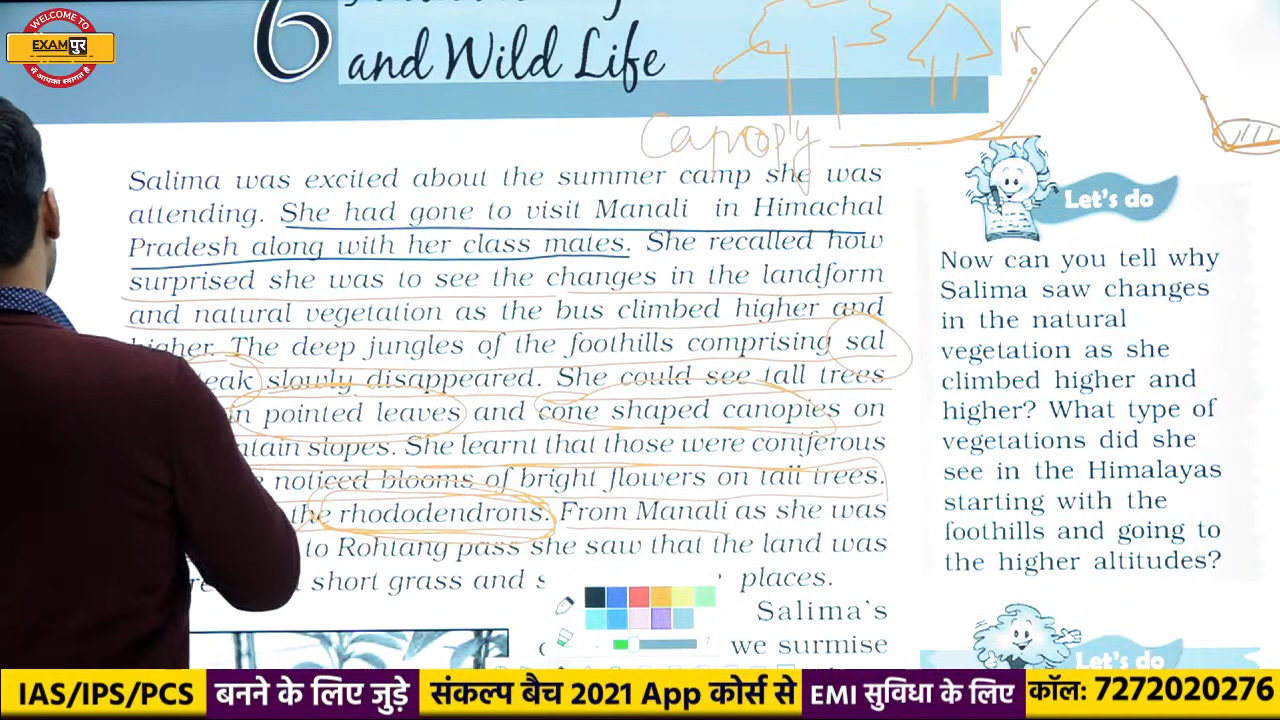 WELCOME TO
EXAMपुर
में आपका स्वागत है
6
and Wild Life
Canopy
Salima was excited about the summer camp she was
attending. She had gone to visit Manali in Himachal
Pradesh along with her class mates. She recalled how
surprised she was to see the changes in the landform
and natural vegetation as the bus climbed higher and
higher. The deep jungles of the foothills comprising sal
teak slowly disappeared. She could see tall trees
pointed leaves and cone shaped canopies on
slopes. She learnt that those were coniferous
noticed blooms of bright flowers on tall trees.
the rhododendrons. From Manali as she was
to Rohtang pass she saw that the land was
short grass and places.
Salima's
we surmise
Let's do
Now can you tell why
Salima saw changes
in the natural
vegetation as she
climbed higher and
higher? What type of
vegetations did she
see in the Himalayas
starting with the
foothills and going to
the higher altitudes?
Let's do
IAS/IPS/PCS बनने के लिए जुड़े संकल्प बैच 2021 App कोर्स से EMI सुविधा के लिए कॉल: 7272020276